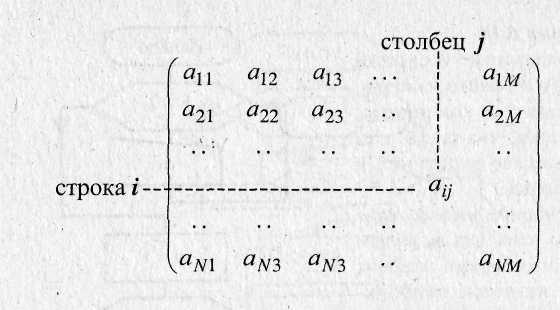 столбец j
a11 a12 a13 ... a1M
a21 a22 a23 .. a2M
.. .. .. .. ..
строка i aij
.. .. .. .. ..
aN1 aN3 aN3 .. aNM